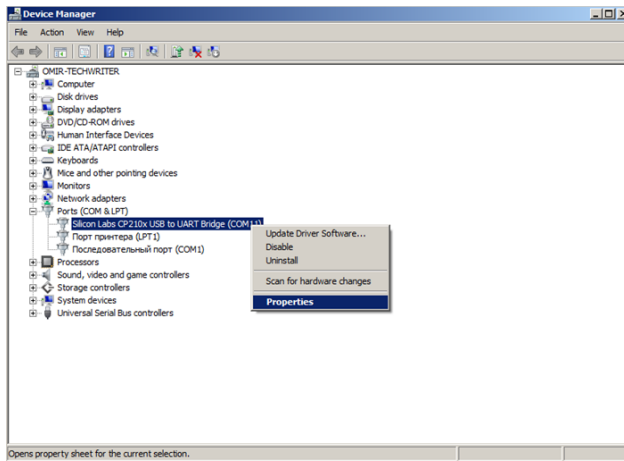 Device Manager
File Action View Help
OMIR-TECHWRITER
Computer
Disk drives
Display adapters
DVD/CD-ROM drives
Human Interface Devices
IDE ATA/ATAPI controllers
Keyboards
Mice and other pointing devices
Monitors
Network adapters
Ports (COM & LPT)
Silicon Labs CP210x USB to UART Bridge (COM11)
Порт принтера (LPT1)
Последовательный порт (COM1)
Processors
Sound, video and game controllers
Storage controllers
System devices
Universal Serial Bus controllers
Update Driver Software...
Disable
Uninstall
Scan for hardware changes
Properties
Opens property sheet for the current selection.